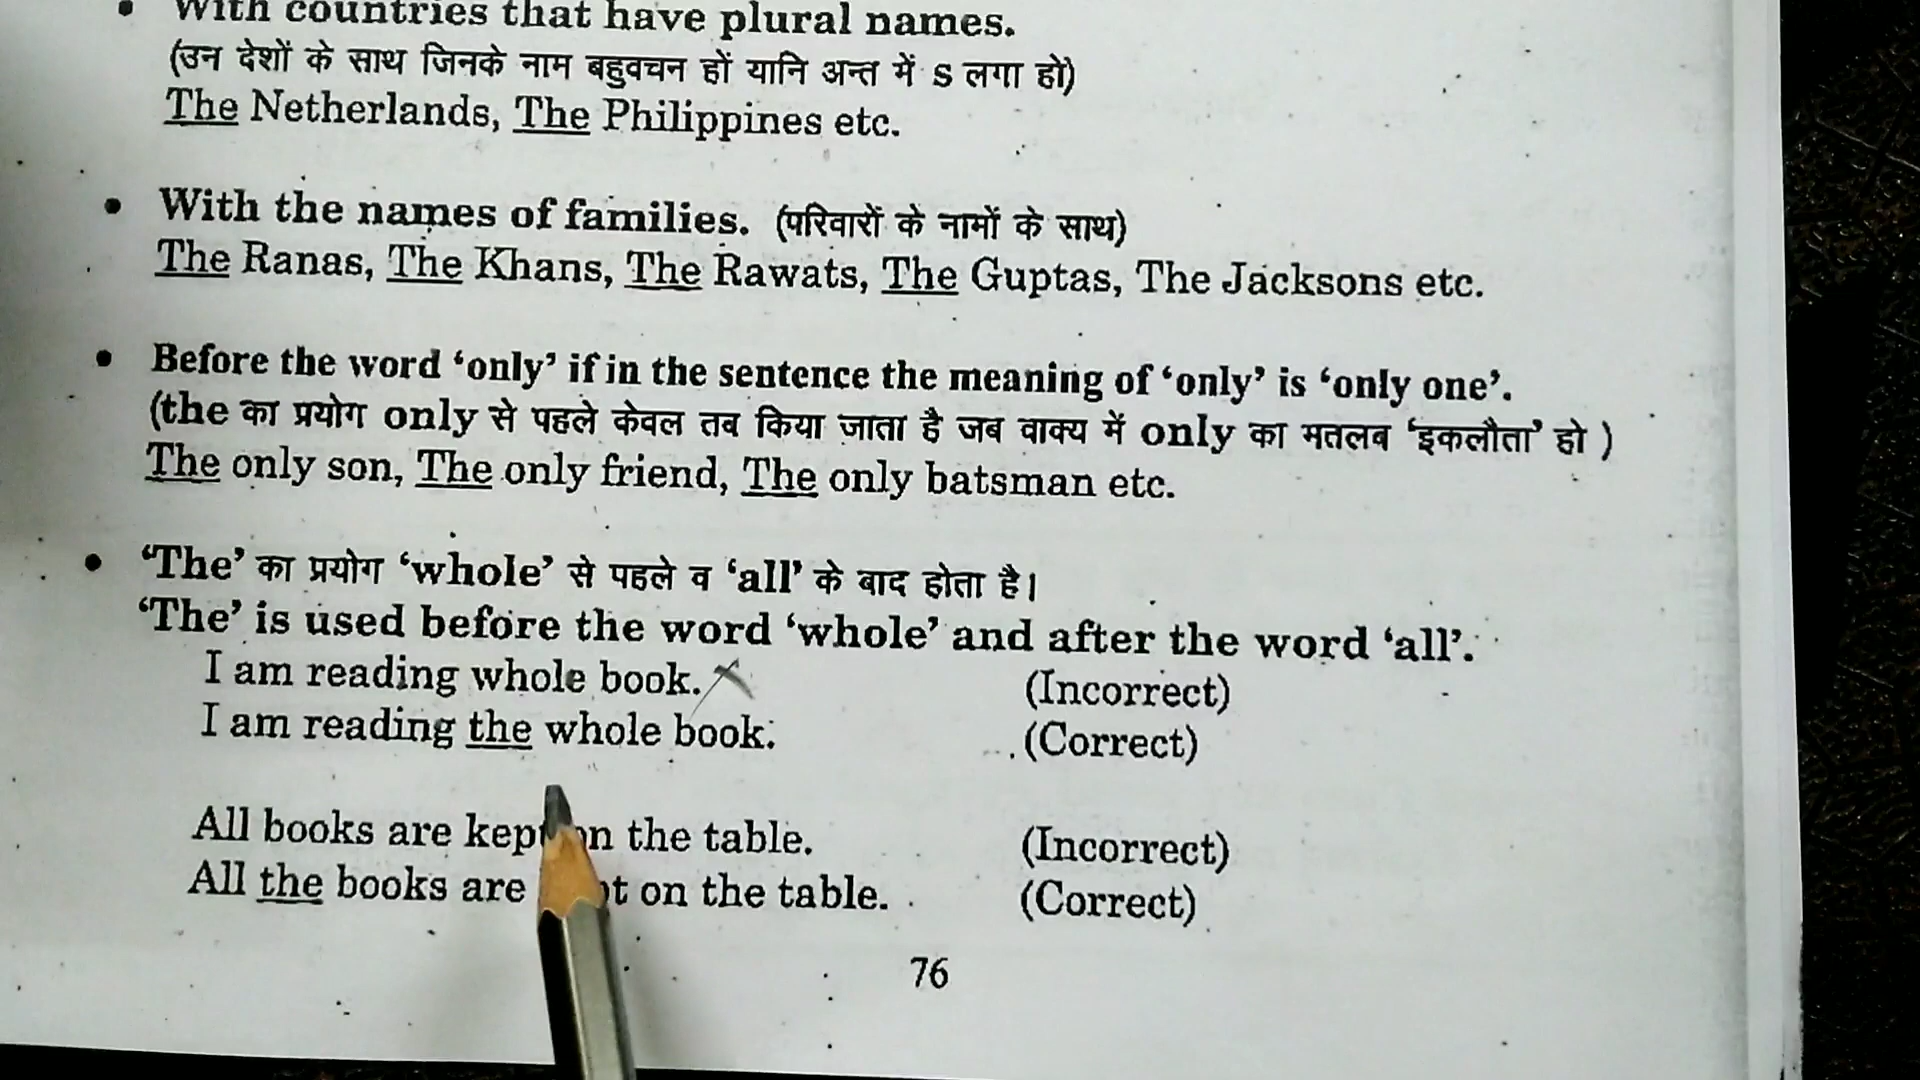 With countries that have plural names.
(उन देशों के साथ जिनके नाम बहुवचन हों यानि अन्त में s लगा हो)
The Netherlands, The Philippines etc.
With the names of families. (परिवारों के नामों के साथ)
The Ranas, The Khans, The Rawats, The Guptas, The Jacksons etc.
Before the word ‘only’ if in the sentence the meaning of ‘only’ is ‘only one’.
(the का प्रयोग only से पहले केवल तब किया जाता है जब वाक्य में only का मतलब ‘इकलौता’ हो )
The only son, The only friend, The only batsman etc.
‘The’ का प्रयोग ‘whole’ से पहले व ‘all’ के बाद होता है।
‘The’ is used before the word ‘whole’ and after the word ‘all’.
I am reading whole book. (Incorrect)
I am reading the whole book. (Correct)
All books are kept on the table. (Incorrect)
All the books are on the table. (Correct)
76